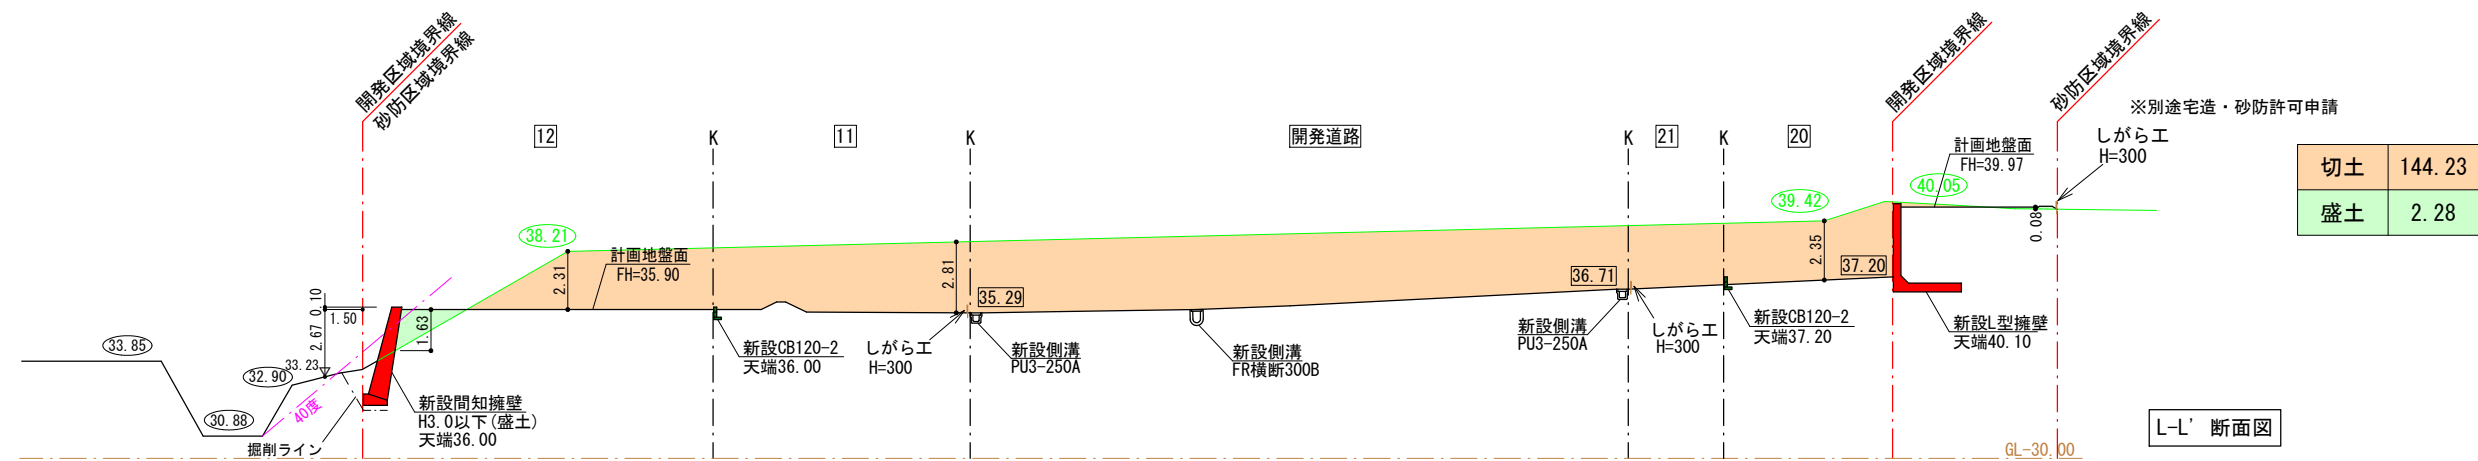 開発区域境界線
砂防区域境界線
開発区域境界線
砂防区域境界線
※別途宅造・砂防許可申請
12
K
11
K
開発道路
K
21
K
20
計画地盤面
FH=39.97
しがら工
H=300
切土 144.23
盛土 2.28
38.21
39.42
40.05
0.08
計画地盤面
FH=35.90
2.31
2.81
2.35
36.71
37.20
35.29
0.10
1.50
2.67
1.63
33.85
33.23
32.90
30.88
40度
掘削ライン
新設間知擁壁
H3.0以下(盛土)
天端36.00
新設CB120-2
天端36.00
しがら工
H=300
新設側溝
PU3-250A
新設側溝
FR横断300B
新設側溝
PU3-250A
しがら工
H=300
新設CB120-2
天端37.20
新設L型擁壁
天端40.10
L-L' 断面図
GL-30.00